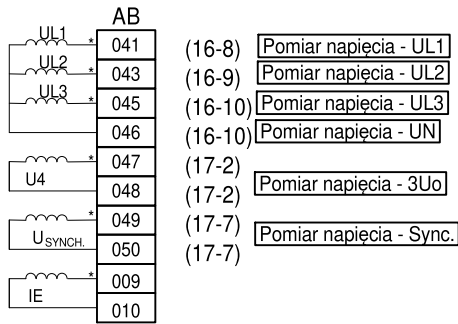 AB
UL1 * 041 (16-8) Pomiar napięcia - UL1
UL2 * 043 (16-9) Pomiar napięcia - UL2
UL3 * 045 (16-10) Pomiar napięcia - UL3
046 (16-10) Pomiar napięcia - UN
* 047 (17-2)
U4 048 (17-2) Pomiar napięcia - 3Uo
* 049 (17-7)
USYNCH. 050 (17-7) Pomiar napięcia - Sync.
* 009
IE 010